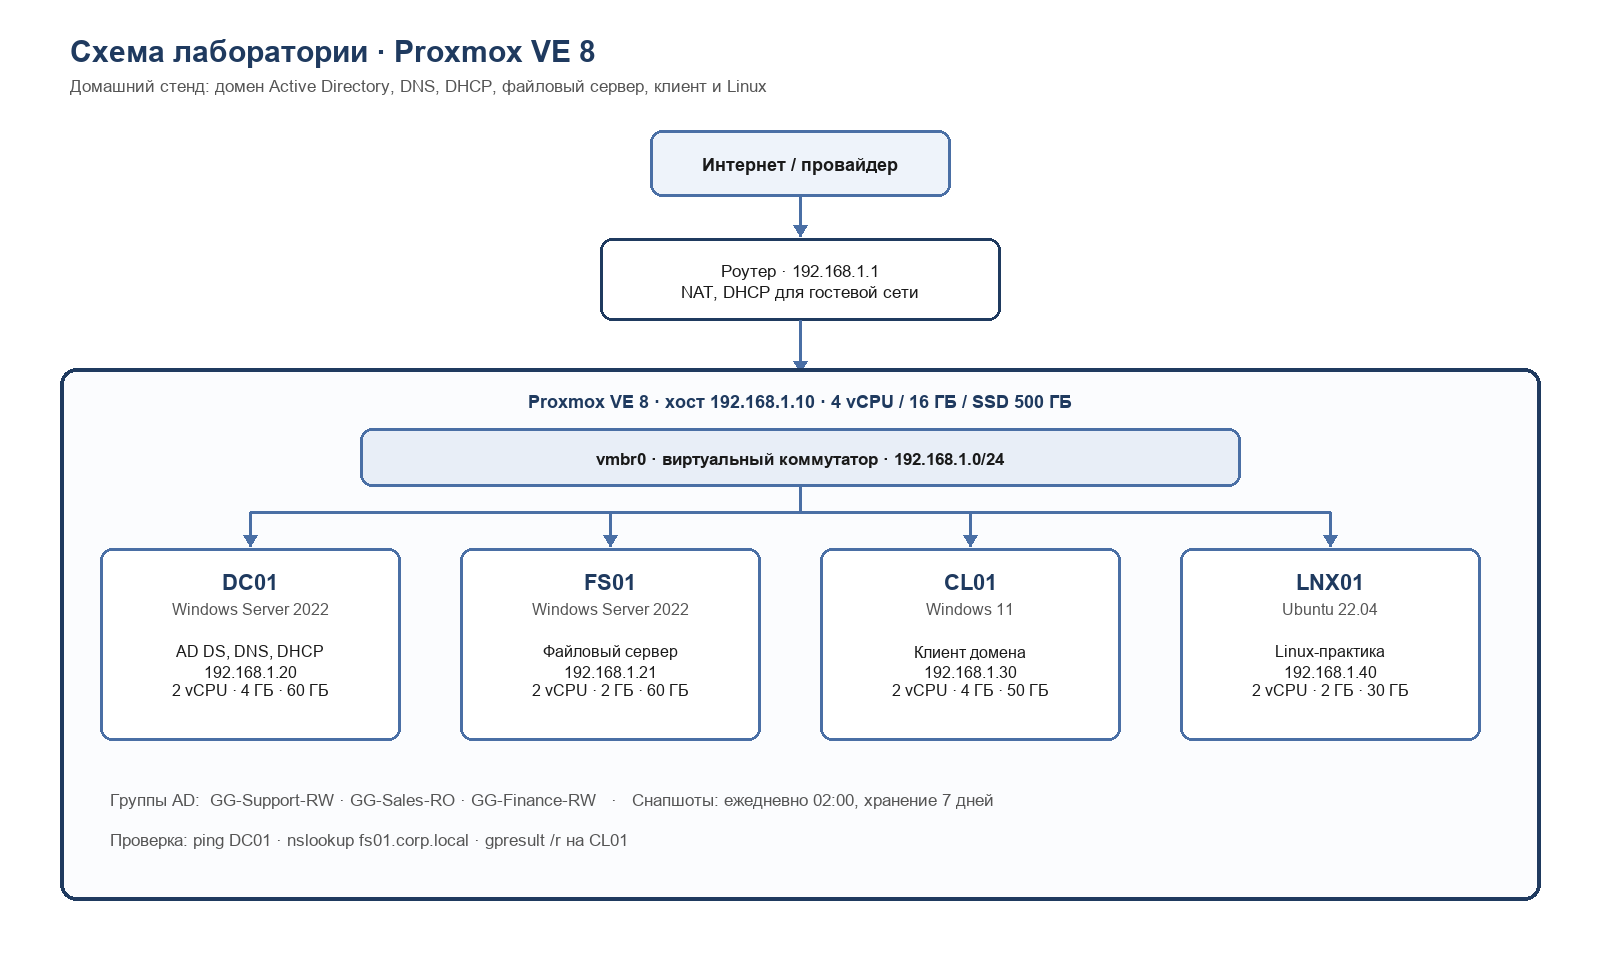 Схема лаборатории · Proxmox VE 8
Домашний стенд: домен Active Directory, DNS, DHCP, файловый сервер, клиент и Linux
Интернет / провайдер
Роутер · 192.168.1.1
NAT, DHCP для гостевой сети
Proxmox VE 8 · хост 192.168.1.10 · 4 vCPU / 16 ГБ / SSD 500 ГБ
vmbr0 · виртуальный коммутатор · 192.168.1.0/24
DC01
Windows Server 2022
AD DS, DNS, DHCP
192.168.1.20
2 vCPU · 4 ГБ · 60 ГБ
FS01
Windows Server 2022
Файловый сервер
192.168.1.21
2 vCPU · 2 ГБ · 60 ГБ
CL01
Windows 11
Клиент домена
192.168.1.30
2 vCPU · 4 ГБ · 50 ГБ
LNX01
Ubuntu 22.04
Linux-практика
192.168.1.40
2 vCPU · 2 ГБ · 30 ГБ
Группы AD: GG-Support-RW · GG-Sales-RO · GG-Finance-RW · Снапшоты: ежедневно 02:00, хранение 7 дней
Проверка: ping DC01 · nslookup fs01.corp.local · gpresult /r на CL01